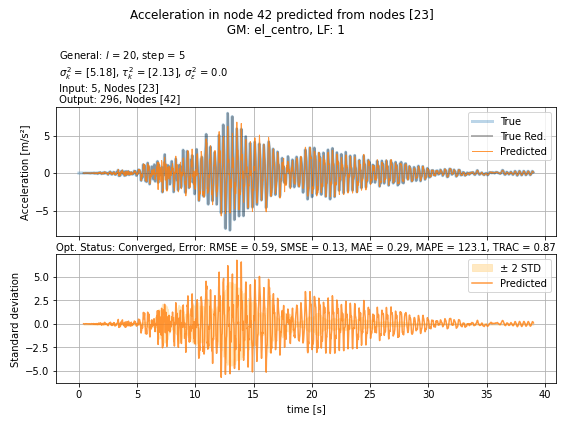 Acceleration in node 42 predicted from nodes [23]
GM: el_centro, LF: 1
General: l = 20, step = 5
σ²ₖ = [5.18], τ²ₖ = [2.13], σ²ε = 0.0
Input: 5, Nodes [23]
Output: 296, Nodes [42]
Acceleration [m/s²]
5
0
−5
True
True Red.
Predicted
Opt. Status: Converged, Error: RMSE = 0.59, SMSE = 0.13, MAE = 0.29, MAPE = 123.1, TRAC = 0.87
Standard deviation
5.0
2.5
0.0
−2.5
−5.0
± 2 STD
Predicted
0 5 10 15 20 25 30 35 40
time [s]